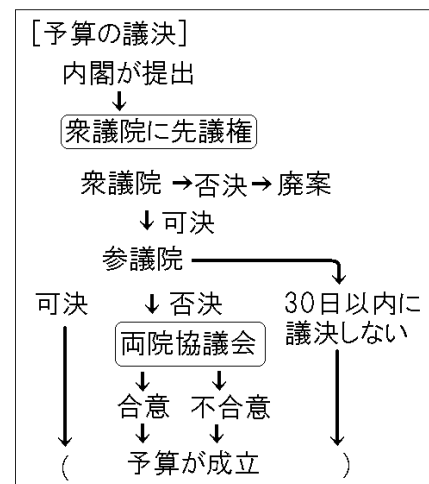 [予算の議決]
内閣が提出
↓
衆議院に先議権
衆議院→否決→廃案
↓可決
参議院
可決 ↓否決 30日以内に議決しない
両院協議会
↓ ↓
合意 不合意
↓ ↓
( 予算が成立 )